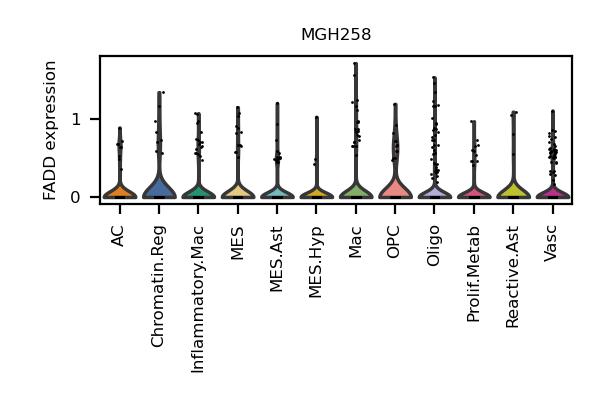 MGH258
FADD expression
1
0
AC
Chromatin.Reg
Inflammatory.Mac
MES
MES.Ast
MES.Hyp
Mac
OPC
Oligo
Prolif.Metab
Reactive.Ast
Vasc